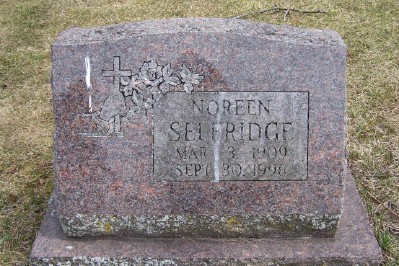 NOREEN
SELFRIDGE
MAR. 3, 1909
SEPT. 30, 1996